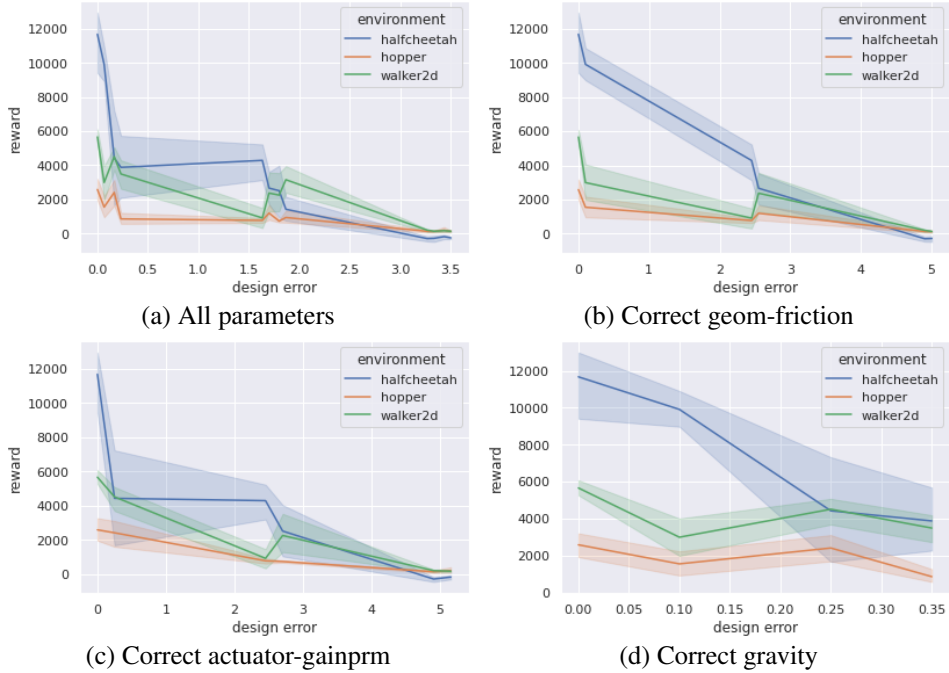 environment
halfcheetah
hopper
walker2d
12000
10000
8000
6000
4000
2000
0
reward
0.0 0.5 1.0 1.5 2.0 2.5 3.0 3.5
design error
(a) All parameters
environment
halfcheetah
hopper
walker2d
12000
10000
8000
6000
4000
2000
0
reward
0 1 2 3 4 5
design error
(b) Correct geom-friction
environment
halfcheetah
hopper
walker2d
12000
10000
8000
6000
4000
2000
0
reward
0 1 2 3 4 5
design error
(c) Correct actuator-gainprm
environment
halfcheetah
hopper
walker2d
12000
10000
8000
6000
4000
2000
0
reward
0.00 0.05 0.10 0.15 0.20 0.25 0.30 0.35
design error
(d) Correct gravity